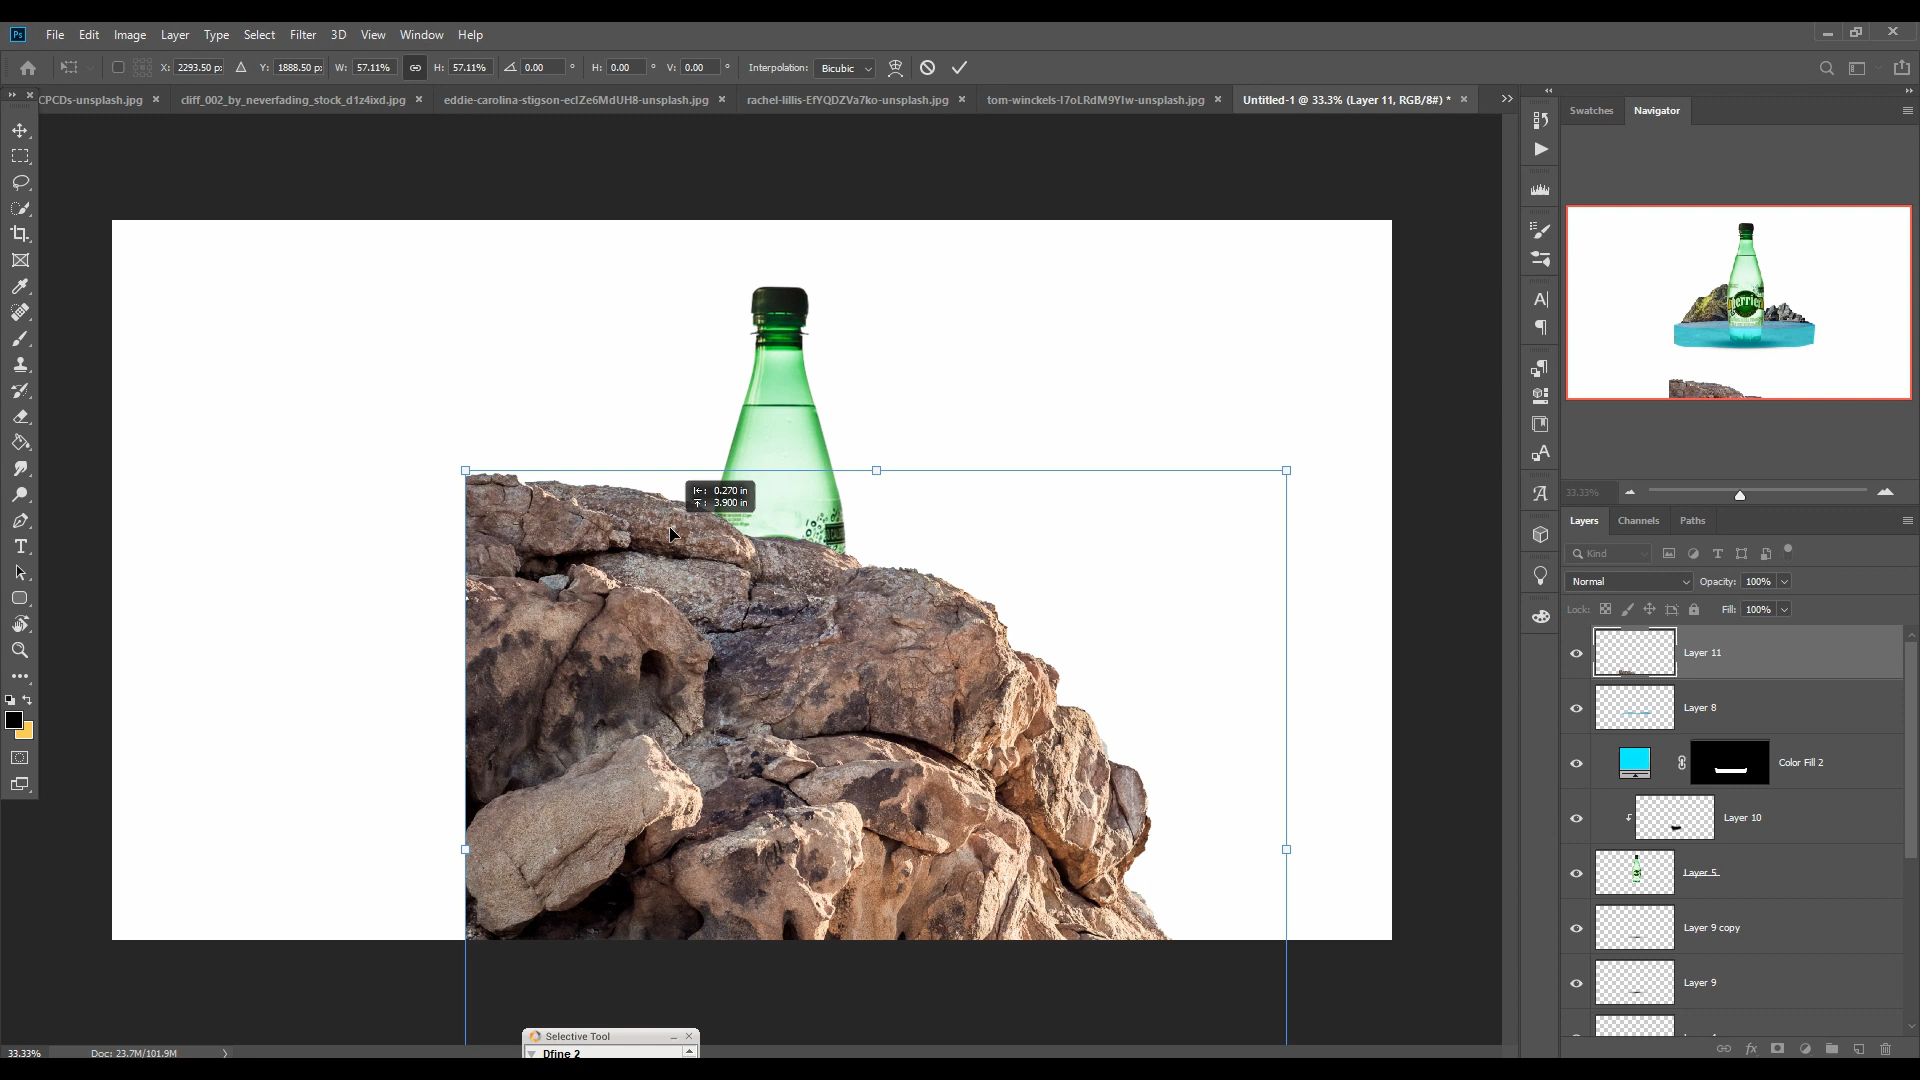 Ps File Edit Image Layer Type Select Filter 3D View Window Help
X: 2293.50 px Y: 1888.50 px W: 57.11% H: 57.11% 0.00 ° H: 0.00 ° V: 0.00 ° Interpolation: Bicubic
CPCDs-unsplash.jpg × cliff_002_by_neverfading_stock_d1z4ixd.jpg × eddie-carolina-stigson-ecIZe6MdUH8-unsplash.jpg × rachel-lillis-EfYQDZVa7ko-unsplash.jpg × tom-winckels-I7oLRdM9YIw-unsplash.jpg × Untitled-1 @ 33.3% (Layer 11, RGB/8#) * ×
Swatches Navigator
perrier
0.270 in
3.900 in
33.33%
Layers Channels Paths
Kind
Normal Opacity: 100%
Lock: Fill: 100%
Layer 11
Layer 8
Color Fill 2
Layer 10
Layer 5
Layer 9 copy
Layer 9
Selective Tool
33.33% Doc: 23.7M/101.9M
Dfine 2